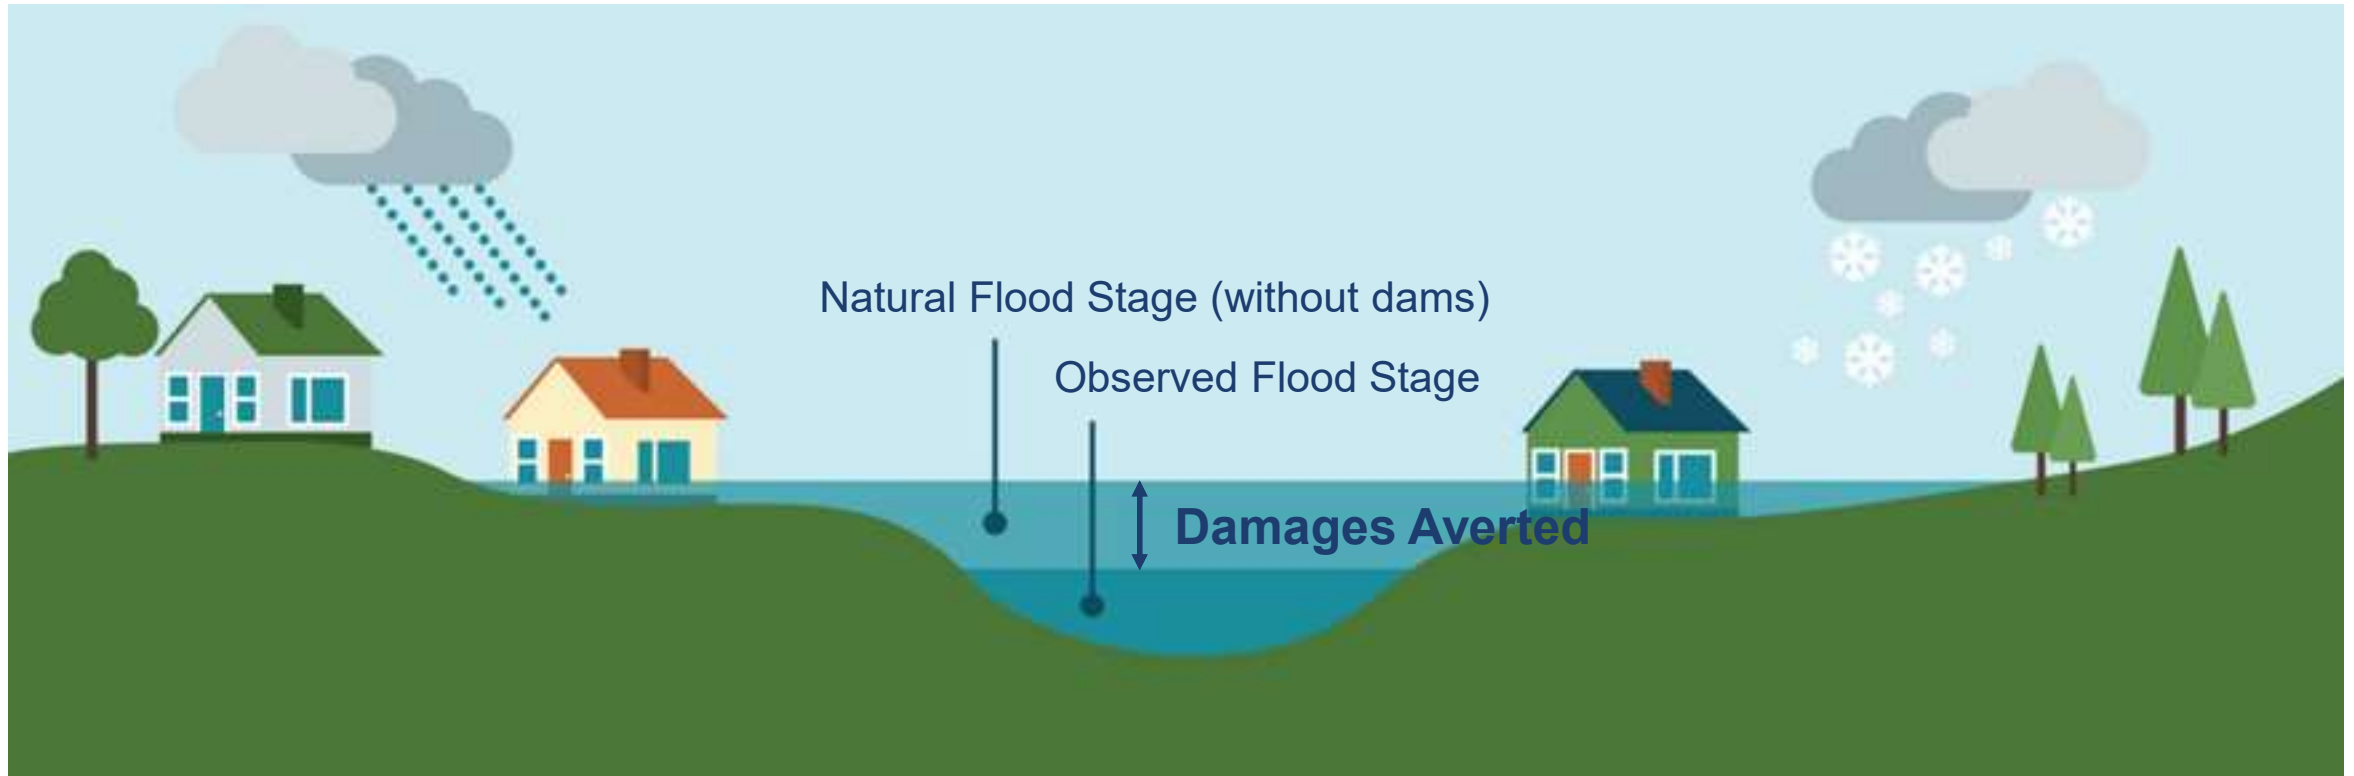 Natural Flood Stage (without dams)
Observed Flood Stage
Damages Averted